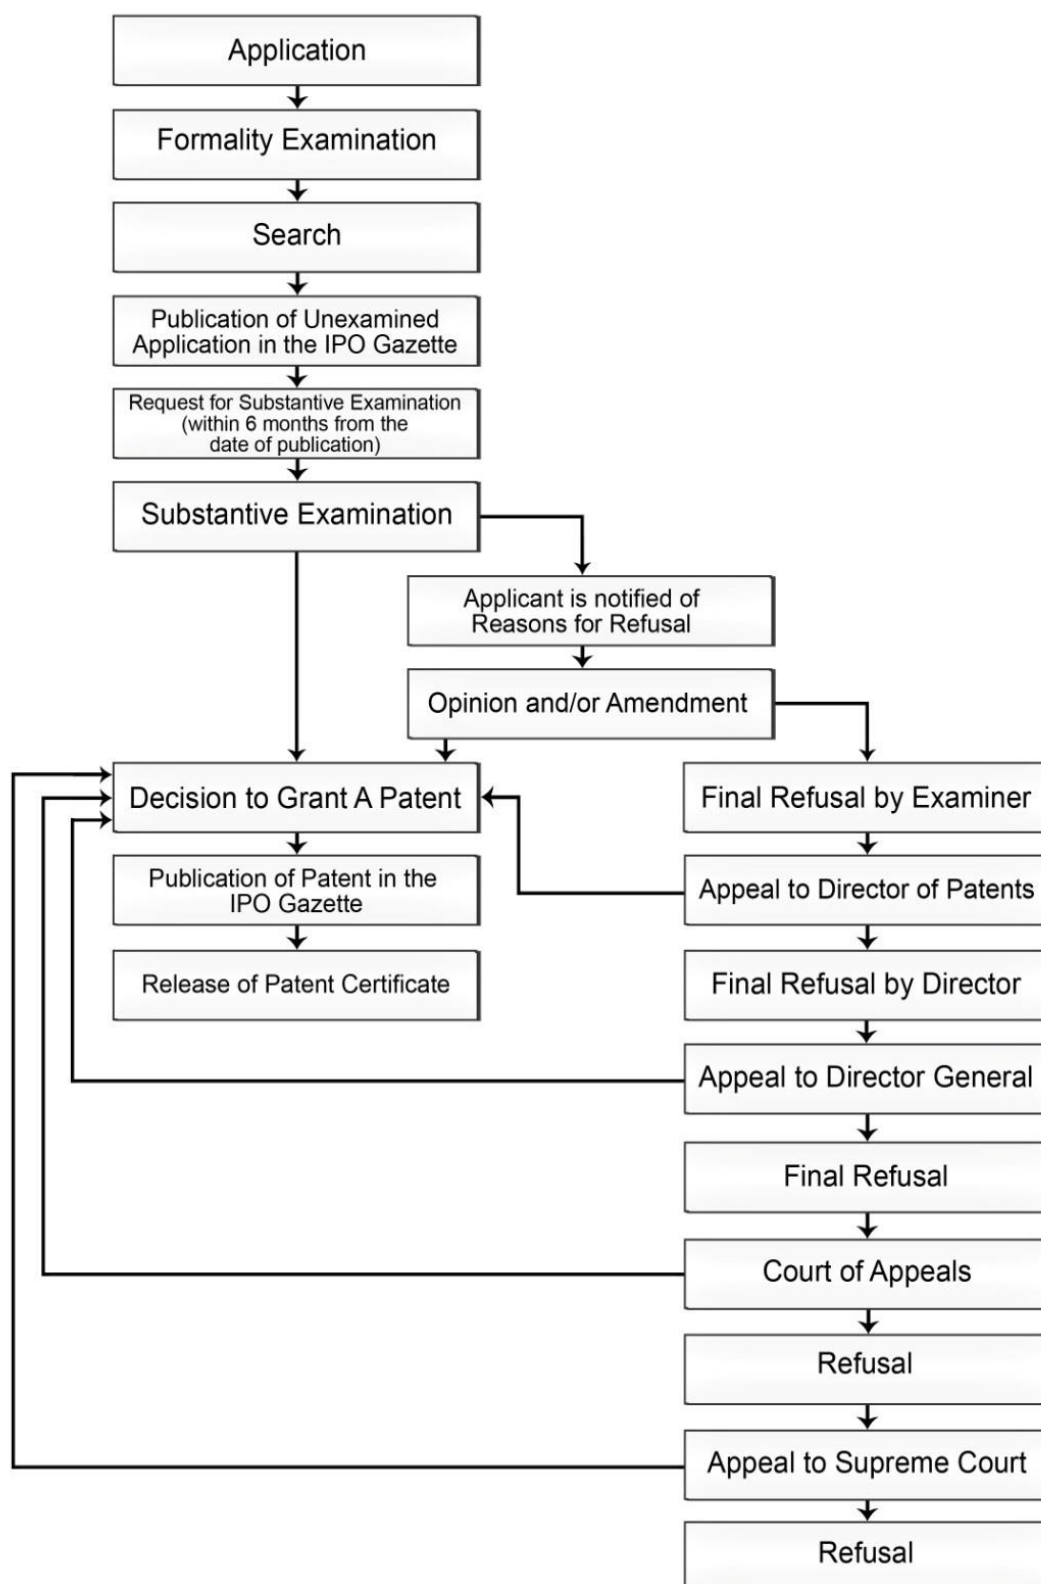 Application
Formality Examination
Search
Publication of Unexamined
Application in the IPO Gazette
Request for Substantive Examination
(within 6 months from the
date of publication)
Substantive Examination
Applicant is notified of
Reasons for Refusal
Opinion and/or Amendment
Decision to Grant A Patent
Final Refusal by Examiner
Publication of Patent in the
IPO Gazette
Appeal to Director of Patents
Release of Patent Certificate
Final Refusal by Director
Appeal to Director General
Final Refusal
Court of Appeals
Refusal
Appeal to Supreme Court
Refusal